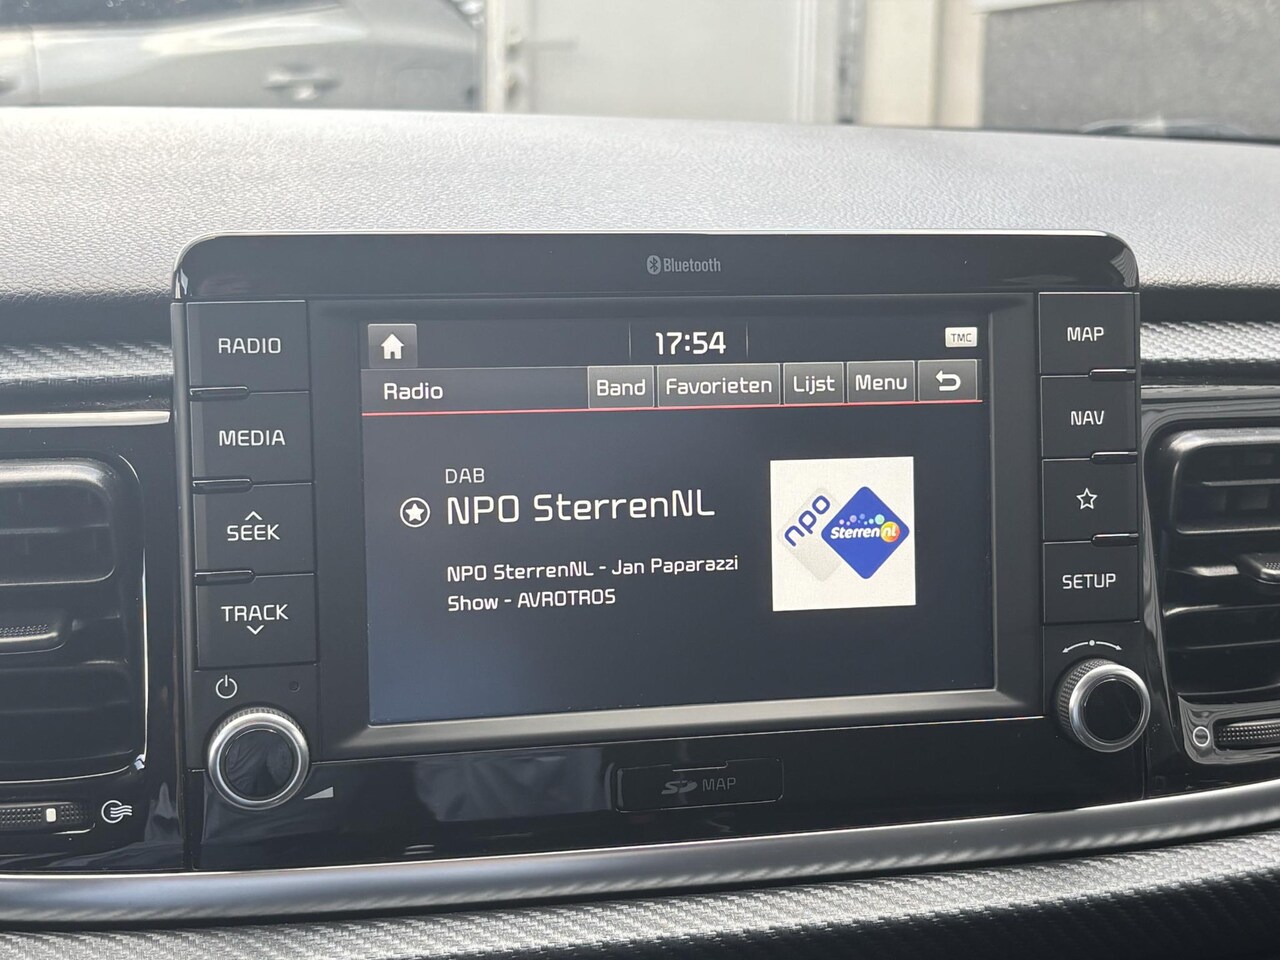 Bluetooth
RADIO
MEDIA
SEEK
TRACK
17:54
TMC
Radio
Band
Favorieten
Lijst
Menu
DAB
NPO SterrenNL
NPO SterrenNL - Jan Paparazzi
Show - AVROTROS
npo
Sterren nl
MAP
NAV
SETUP
SD MAP